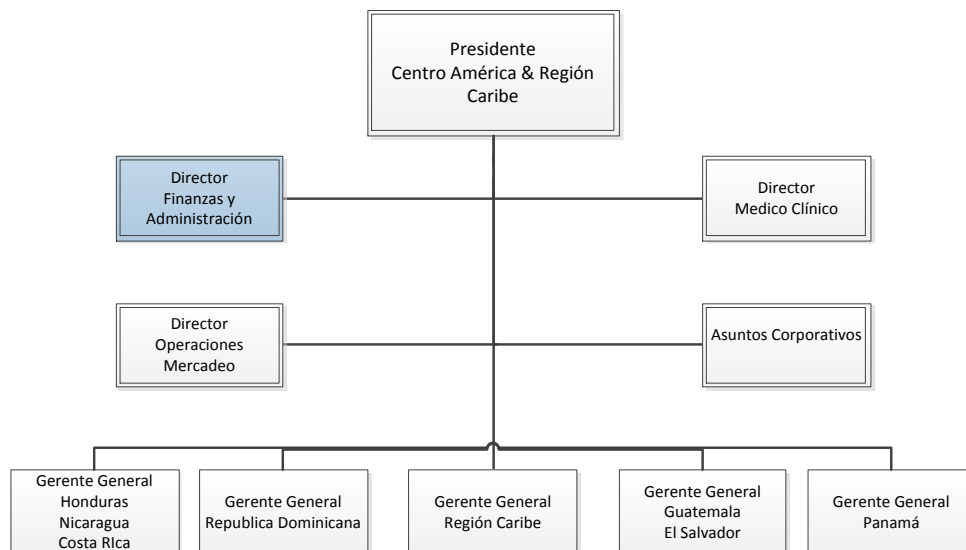 Presidente
Centro América & Región
Caribe
Director
Finanzas y
Administración
Director
Medico Clínico
Director
Operaciones
Mercadeo
Asuntos Corporativos
Gerente General
Honduras
Nicaragua
Costa RIca
Gerente General
Republica Dominicana
Gerente General
Región Caribe
Gerente General
Guatemala
El Salvador
Gerente General
Panamá